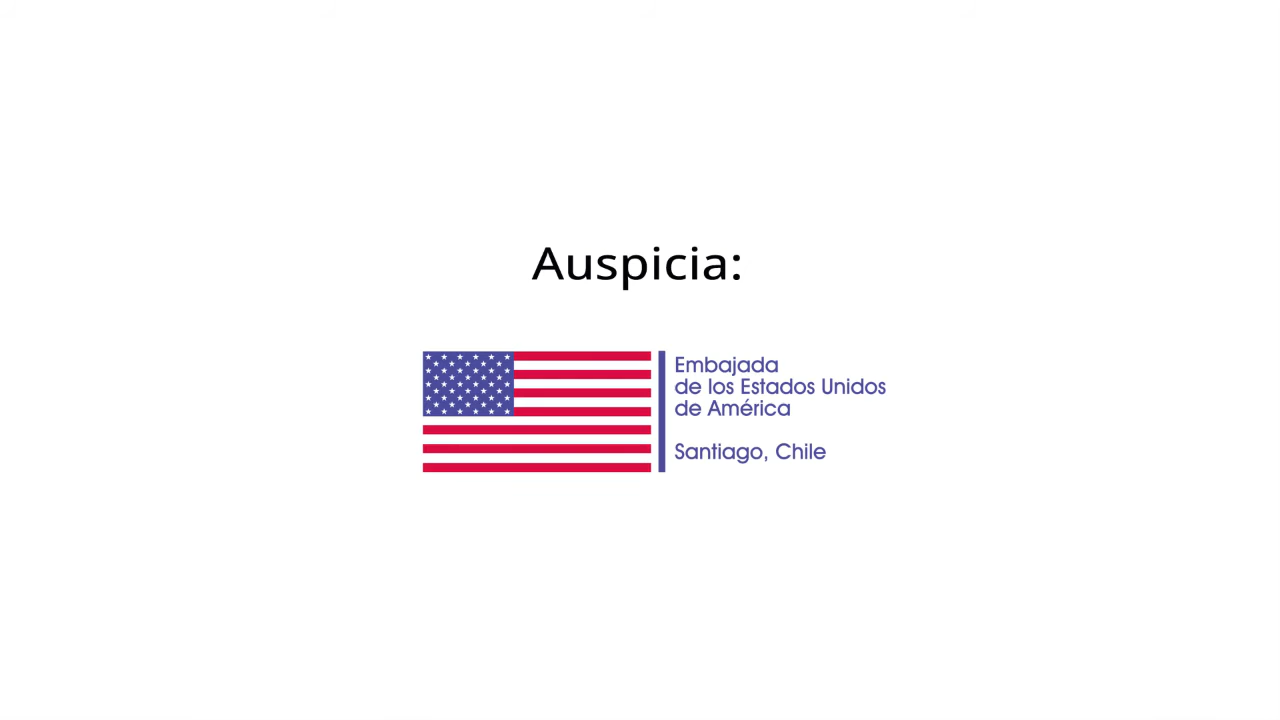 Auspicia:
Embajada
de los Estados Unidos
de América
Santiago, Chile